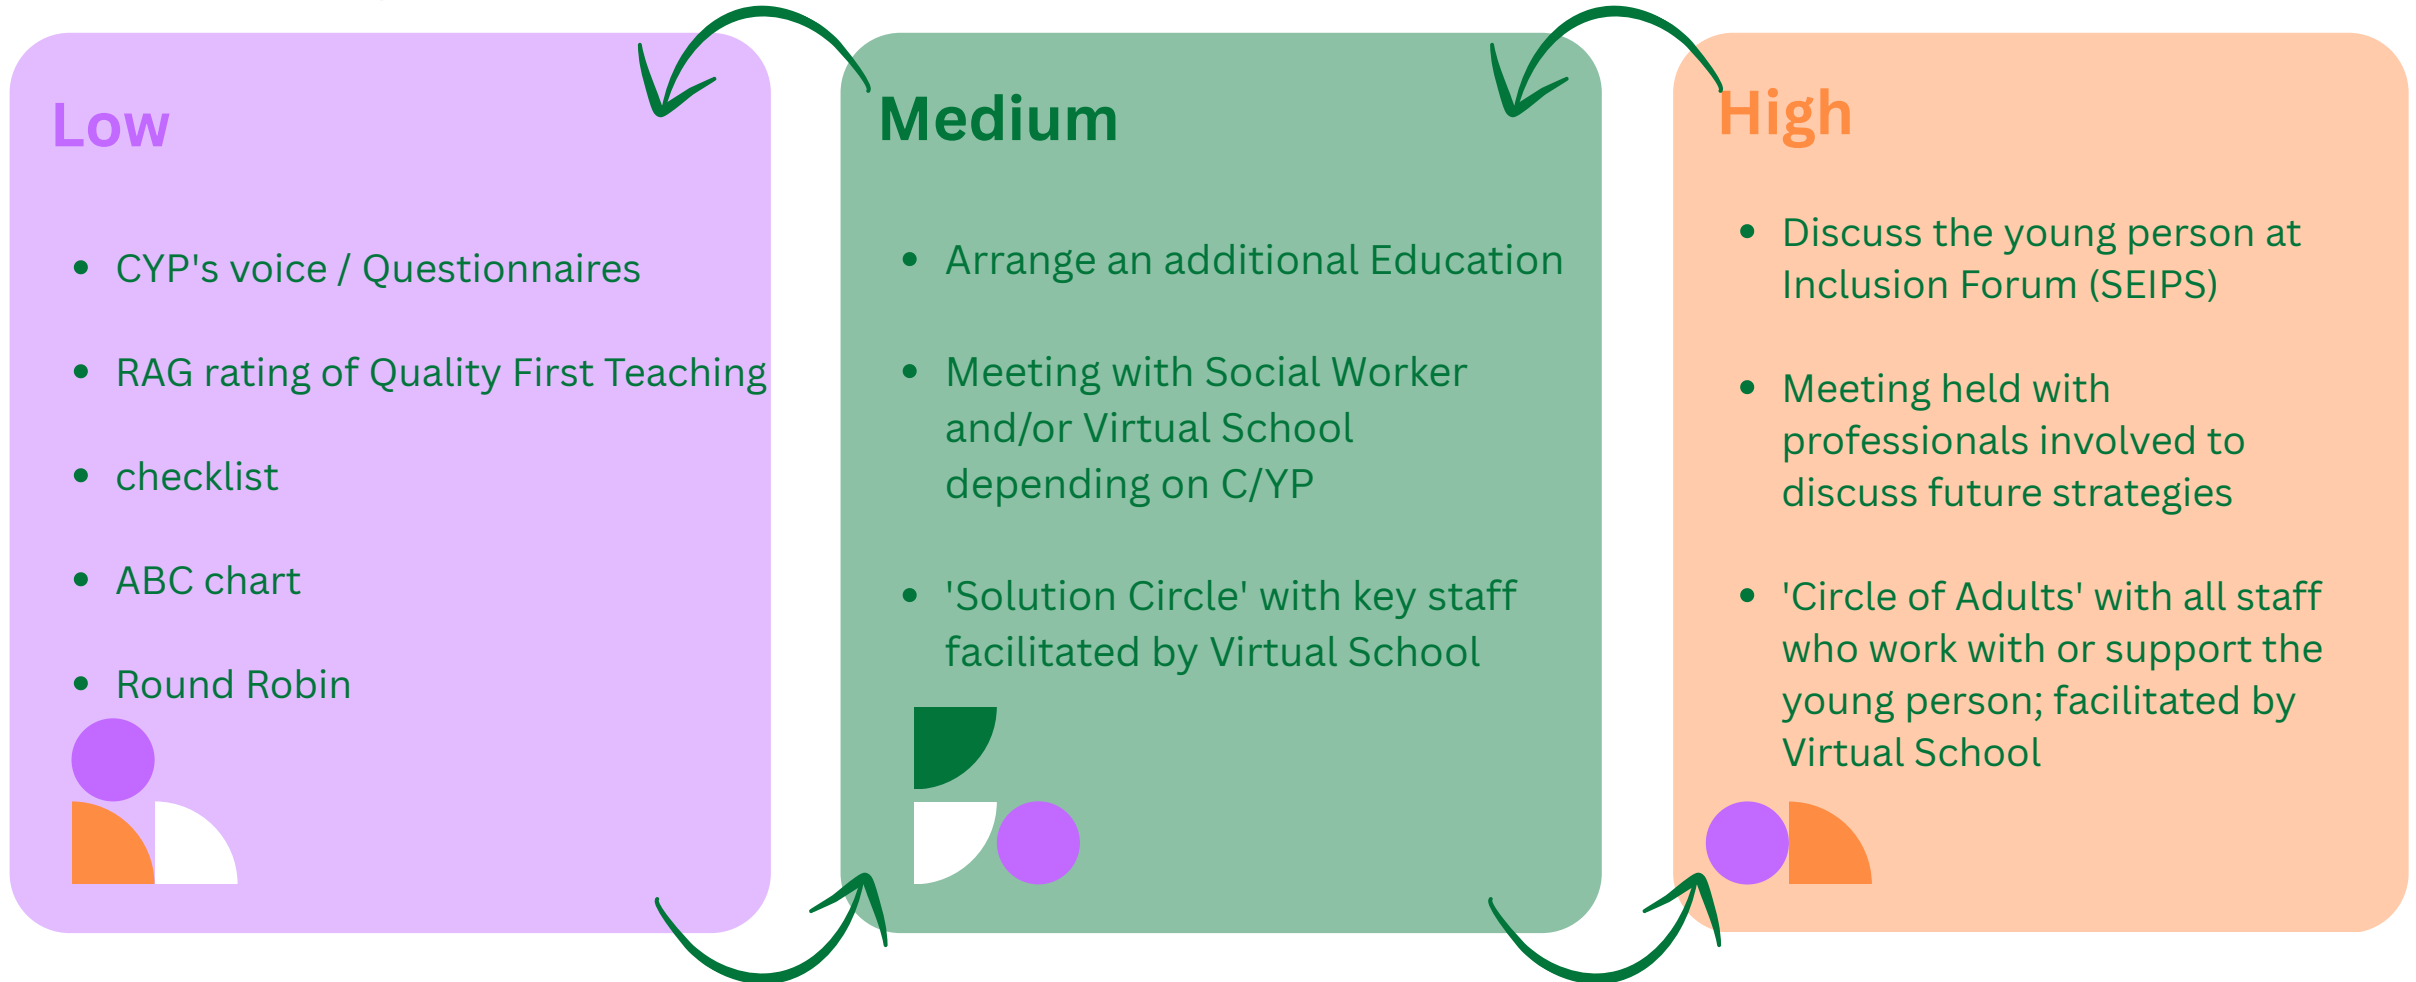 Low
• CYP's voice / Questionnaires
• RAG rating of Quality First Teaching
• checklist
• ABC chart
• Round Robin
Medium
• Arrange an additional Education
• Meeting with Social Worker
and/or Virtual School
depending on C/YP
• 'Solution Circle' with key staff
facilitated by Virtual School
High
• Discuss the young person at
Inclusion Forum (SEIPS)
• Meeting held with
professionals involved to
discuss future strategies
• 'Circle of Adults' with all staff
who work with or support the
young person; facilitated by
Virtual School